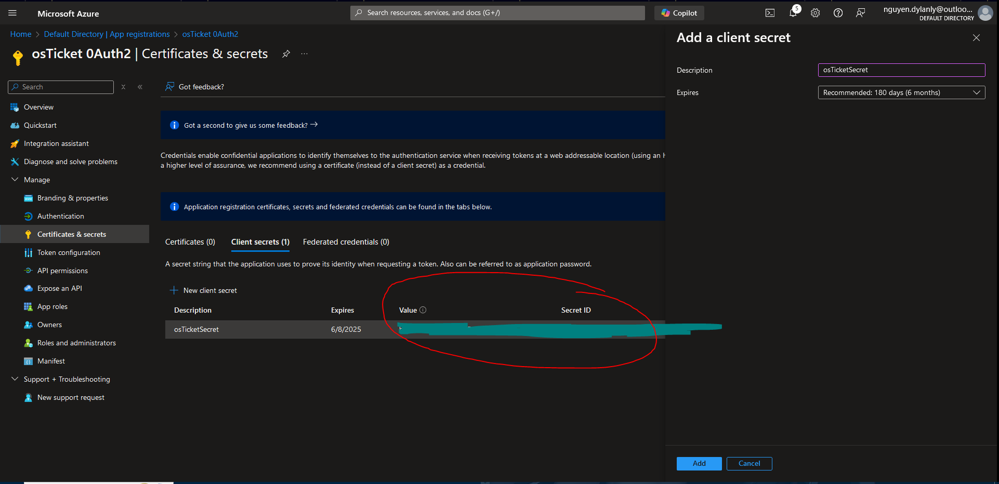 Microsoft Azure
Search resources, services, and docs (G+/)
Copilot
5
nguyen.dylanly@outloo...
DEFAULT DIRECTORY
Home > Default Directory | App registrations > osTicket 0Auth2
osTicket 0Auth2 | Certificates & secrets
Search
Overview
Quickstart
Integration assistant
Diagnose and solve problems
Manage
Branding & properties
Authentication
Certificates & secrets
Token configuration
API permissions
Expose an API
App roles
Owners
Roles and administrators
Manifest
Support + Troubleshooting
New support request
Got feedback?
Got a second to give us some feedback?
Credentials enable confidential applications to identify themselves to the authentication service when receiving tokens at a web addressable location (using an
a higher level of assurance, we recommend using a certificate (instead of a client secret) as a credential.
Application registration certificates, secrets and federated credentials can be found in the tabs below.
Certificates (0) Client secrets (1) Federated credentials (0)
A secret string that the application uses to prove its identity when requesting a token. Also can be referred to as application password.
New client secret
Description Expires Value Secret ID
osTicketSecret 6/8/2025
Add a client secret
Description osTicketSecret
Expires Recommended: 180 days (6 months)
Add Cancel